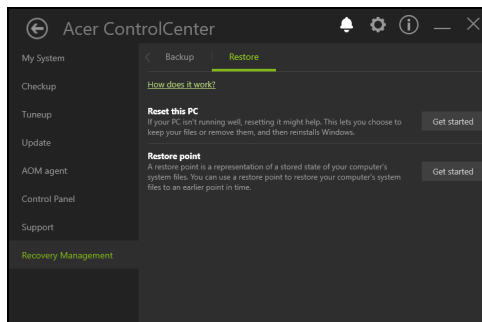 Acer ControlCenter
My System
Checkup
Tuneup
Update
AOM agent
Control Panel
Support
Recovery Management
Backup
Restore
How does it work?
Reset this PC
If your PC isn't running well, resetting it might help. This lets you choose to
keep your files or remove them, and then reinstalls Windows.
Get started
Restore point
A restore point is a representation of a stored state of your computer's
system files. You can use a restore point to restore your computer's system
files to an earlier point in time.
Get started